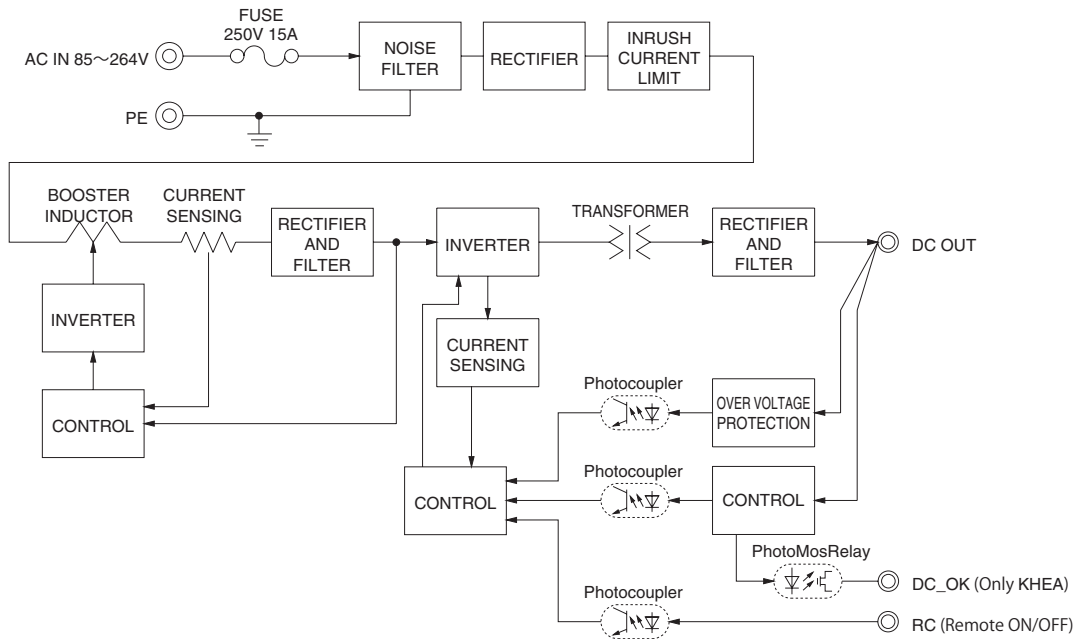 FUSE
250V 15A
AC IN 85～264V
NOISE
FILTER
RECTIFIER
INRUSH
CURRENT
LIMIT
PE
BOOSTER
INDUCTOR
CURRENT
SENSING
RECTIFIER
AND
FILTER
INVERTER
TRANSFORMER
RECTIFIER
AND
FILTER
DC OUT
INVERTER
CURRENT
SENSING
CONTROL
Photocoupler
OVER VOLTAGE
PROTECTION
CONTROL
Photocoupler
CONTROL
PhotoMosRelay
DC_OK (Only KHEA)
Photocoupler
RC (Remote ON/OFF)